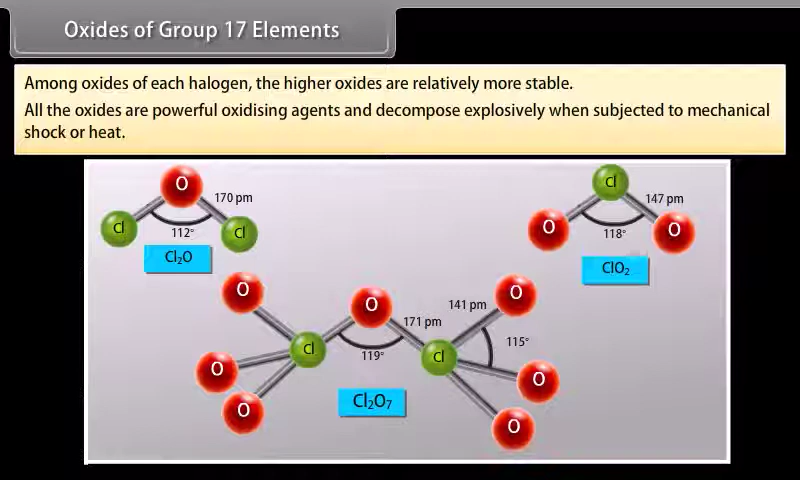 Oxides of Group 17 Elements
Among oxides of each halogen, the higher oxides are relatively more stable.
All the oxides are powerful oxidising agents and decompose explosively when subjected to mechanical
shock or heat.
O
170 pm
Cl
Cl
112°
Cl₂O
Cl
147 pm
O
O
118°
ClO₂
O
O
O
141 pm
171 pm
Cl
Cl
119°
115°
O
O
O
O
Cl₂O₇